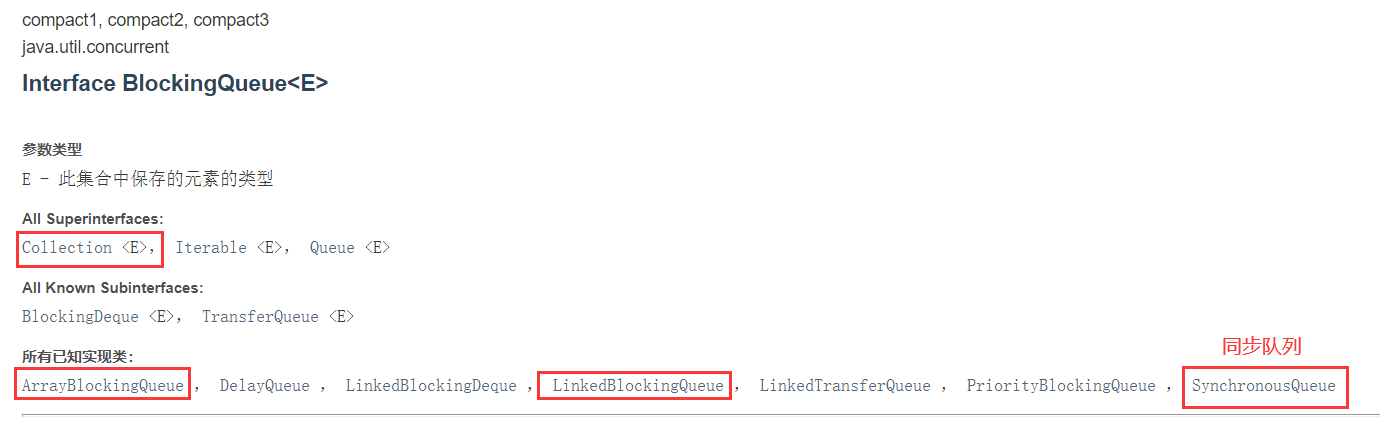 compact1, compact2, compact3
java.util.concurrent
Interface BlockingQueue<E>
参数类型
E - 此集合中保存的元素的类型
All Superinterfaces:
Collection <E>, Iterable <E>, Queue <E>
All Known Subinterfaces:
BlockingDeque <E>, TransferQueue <E>
所有已知实现类:
同步队列
ArrayBlockingQueue , DelayQueue , LinkedBlockingDeque , LinkedBlockingQueue , LinkedTransferQueue , PriorityBlockingQueue , SynchronousQueue